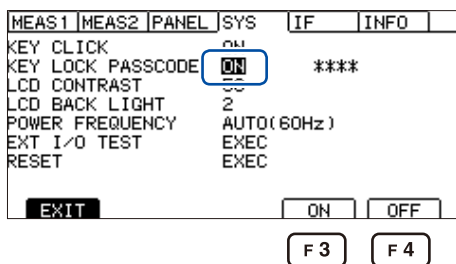 MEAS1 MEAS2 PANEL SYS IF INFO
KEY CLICK ON
KEY LOCK PASSCODE ON ****
LCD CONTRAST 50
LCD BACK LIGHT 2
POWER FREQUENCY AUTO(60Hz)
EXT I/O TEST EXEC
RESET EXEC
EXIT ON OFF
F3 F4